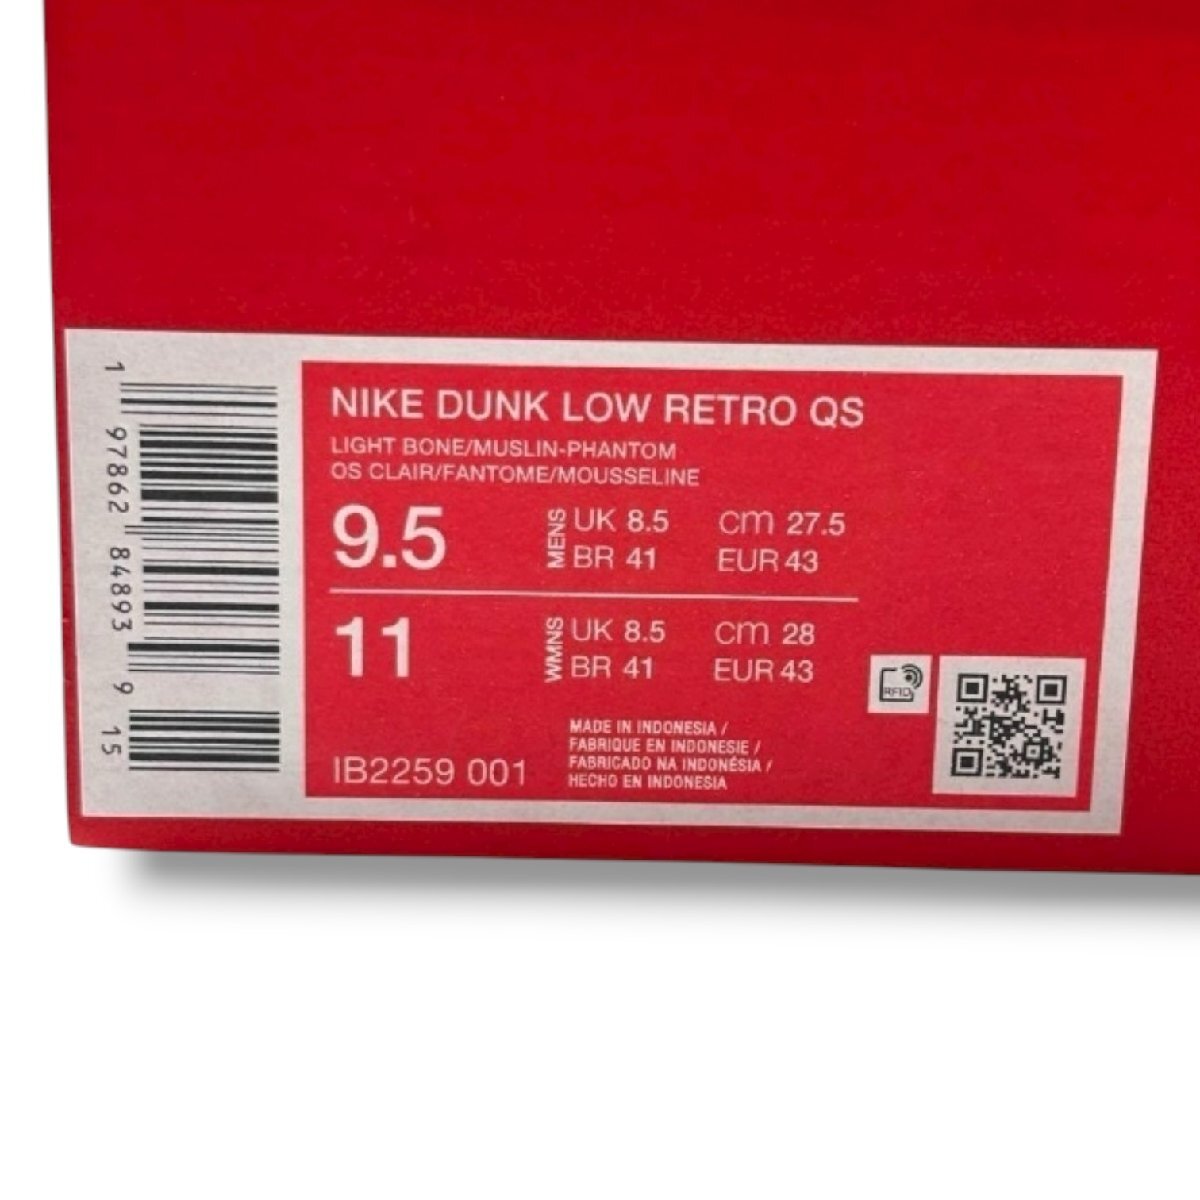 1 97862 84893 9 15
NIKE DUNK LOW RETRO QS
LIGHT BONE/MUSLIN-PHANTOM
OS CLAIR/FANTOME/MOUSSELINE
9.5 MENS UK 8.5 cm 27.5
BR 41 EUR 43
11 WMNS UK 8.5 cm 28
BR 41 EUR 43
RFID
MADE IN INDONESIA /
FABRIQUE EN INDONESIE /
FABRICADO NA INDONÉSIA /
HECHO EN INDONESIA
IB2259 001